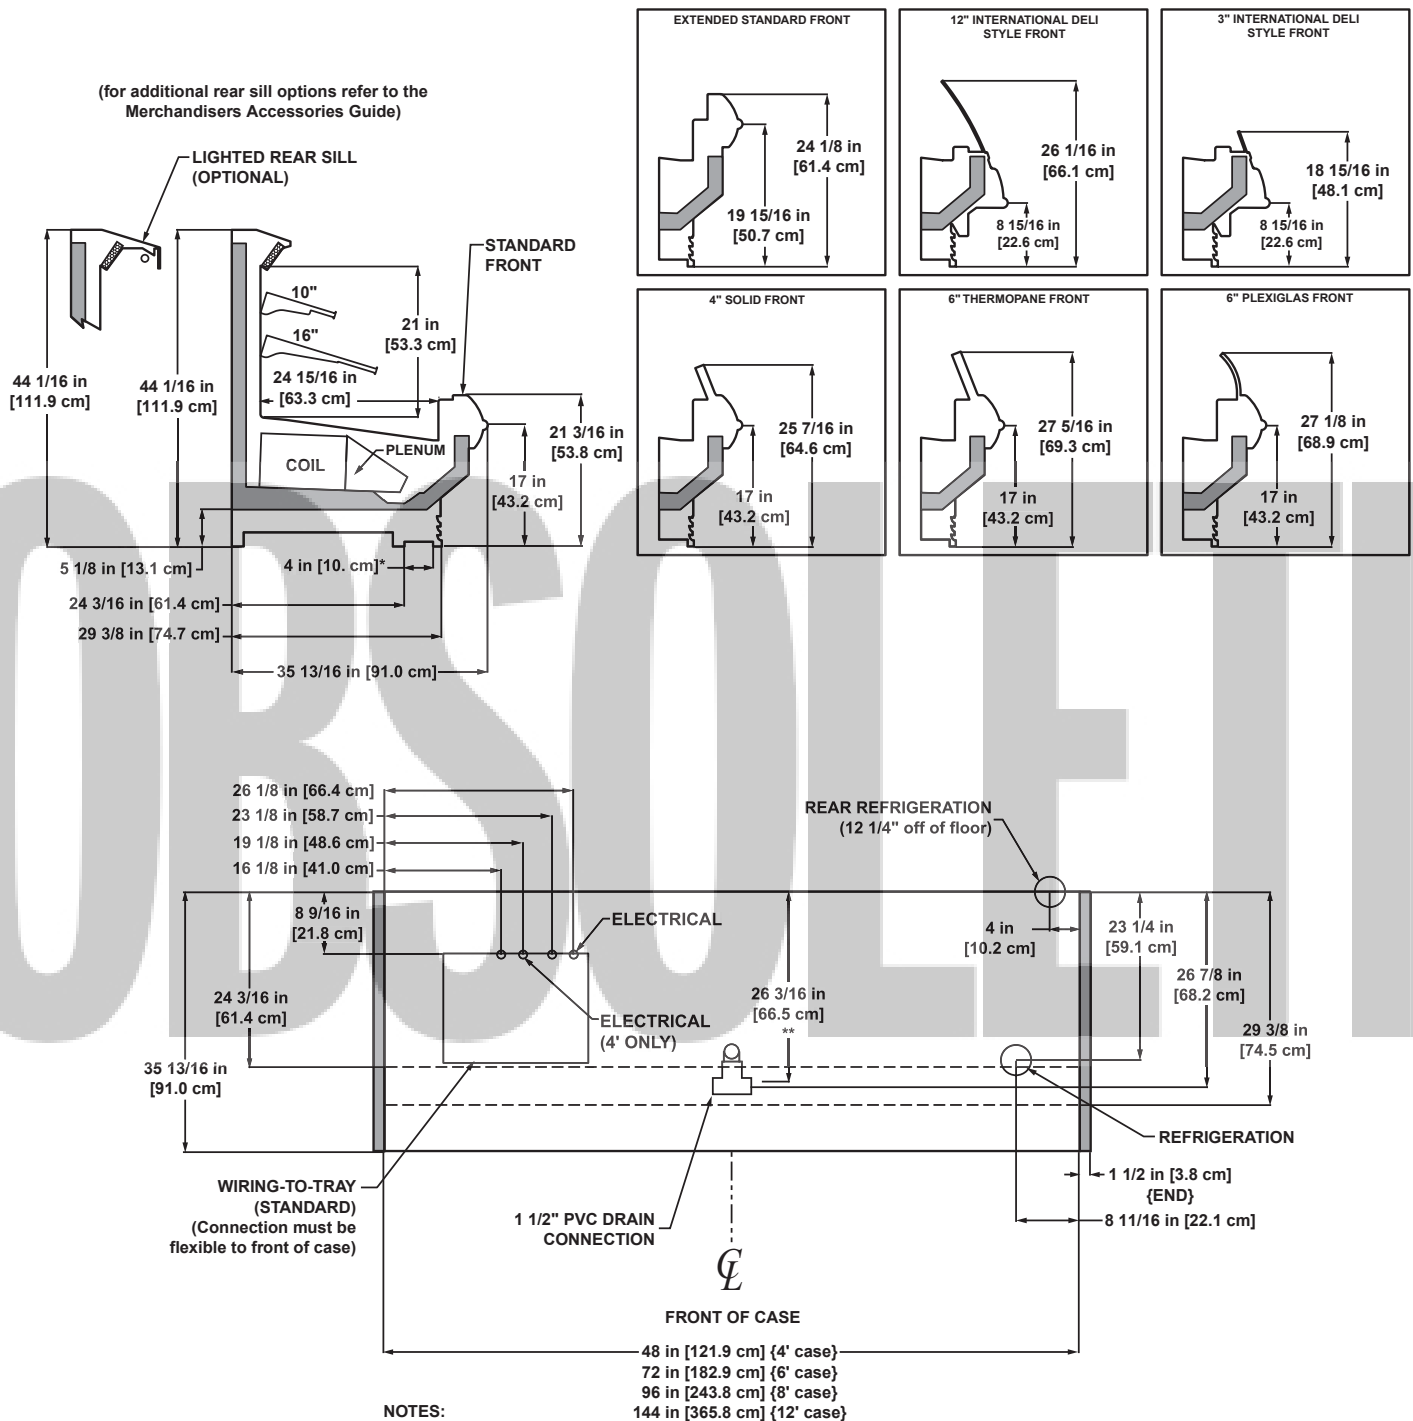 EXTENDED STANDARD FRONT
24 1/8 in
[61.4 cm]
19 15/16 in
[50.7 cm]
12" INTERNATIONAL DELI
STYLE FRONT
26 1/16 in
[66.1 cm]
8 15/16 in
[22.6 cm]
3" INTERNATIONAL DELI
STYLE FRONT
18 15/16 in
[48.1 cm]
8 15/16 in
[22.6 cm]
(for additional rear sill options refer to the
Merchandisers Accessories Guide)
LIGHTED REAR SILL
(OPTIONAL)
STANDARD
FRONT
10"
16"
21 in
[53.3 cm]
24 15/16 in
[63.3 cm]
44 1/16 in
[111.9 cm]
44 1/16 in
[111.9 cm]
COIL
PLENUM
21 3/16 in
[53.8 cm]
17 in
[43.2 cm]
5 1/8 in [13.1 cm]
4 in [10. cm]*
24 3/16 in [61.4 cm]
29 3/8 in [74.7 cm]
35 13/16 in [91.0 cm]
4" SOLID FRONT
25 7/16 in
[64.6 cm]
17 in
[43.2 cm]
6" THERMOPANE FRONT
27 5/16 in
[69.3 cm]
17 in
[43.2 cm]
6" PLEXIGLAS FRONT
27 1/8 in
[68.9 cm]
17 in
[43.2 cm]
OBSOLETE
26 1/8 in [66.4 cm]
23 1/8 in [58.7 cm]
19 1/8 in [48.6 cm]
16 1/8 in [41.0 cm]
REAR REFRIGERATION
(12 1/4" off of floor)
8 9/16 in
[21.8 cm]
ELECTRICAL
4 in
[10.2 cm]
23 1/4 in
[59.1 cm]
26 7/8 in
[68.2 cm]
24 3/16 in
[61.4 cm]
26 3/16 in
[66.5 cm]
**
ELECTRICAL
(4' ONLY)
29 3/8 in
[74.5 cm]
35 13/16 in
[91.0 cm]
REFRIGERATION
WIRING-TO-TRAY
(STANDARD)
(Connection must be
flexible to front of case)
1 1/2" PVC DRAIN
CONNECTION
1 1/2 in [3.8 cm]
{END}
8 11/16 in [22.1 cm]
CL
FRONT OF CASE
48 in [121.9 cm] {4' case}
72 in [182.9 cm] {6' case}
96 in [243.8 cm] {8' case}
144 in [365.8 cm] {12' case}
NOTES: